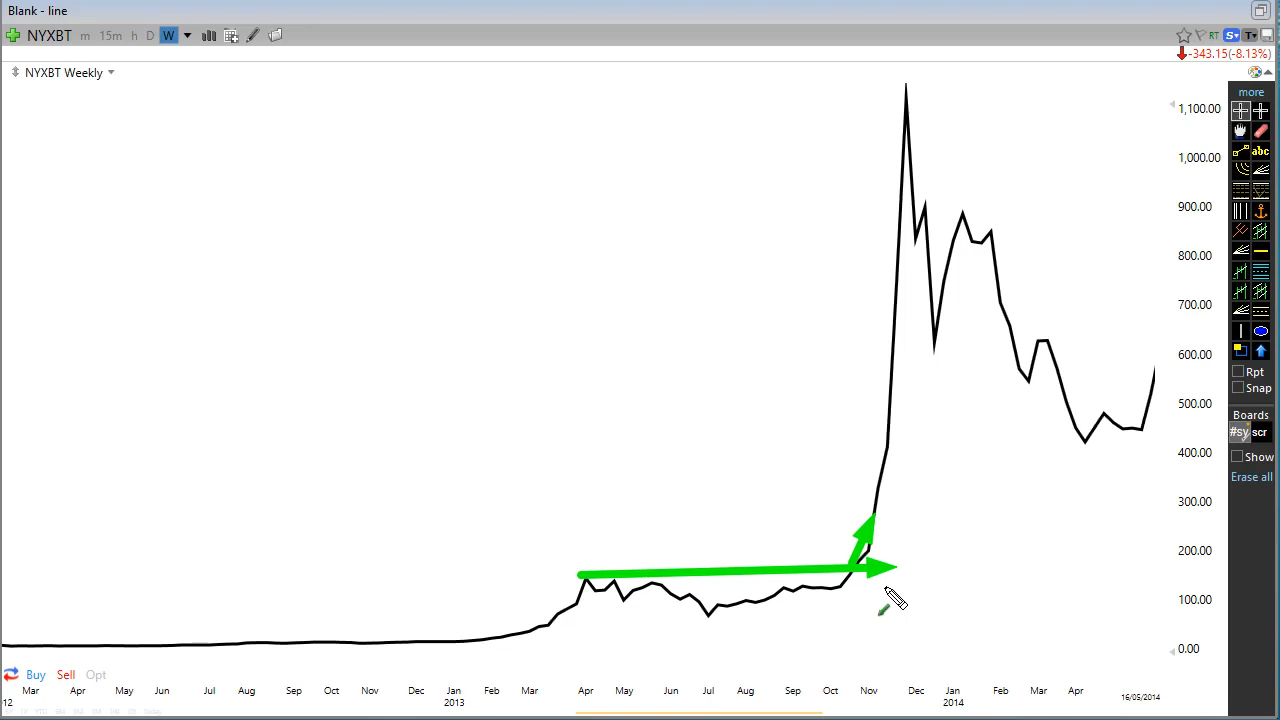 Blank - line
NYXBT m 15m h D W RT S T
-343.15(-8.13%)
NYXBT Weekly
more
abc
1,100.00
1,000.00
900.00
800.00
700.00
600.00
500.00
400.00
300.00
200.00
100.00
0.00
Rpt
Snap
Boards
#sy scr
Show
Erase all
Buy Sell Opt
Mar Apr May Jun Jul Aug Sep Oct Nov Dec Jan Feb Mar Apr May Jun Jul Aug Sep Oct Nov Dec Jan Feb Mar Apr
12 2013 2014 16/05/2014